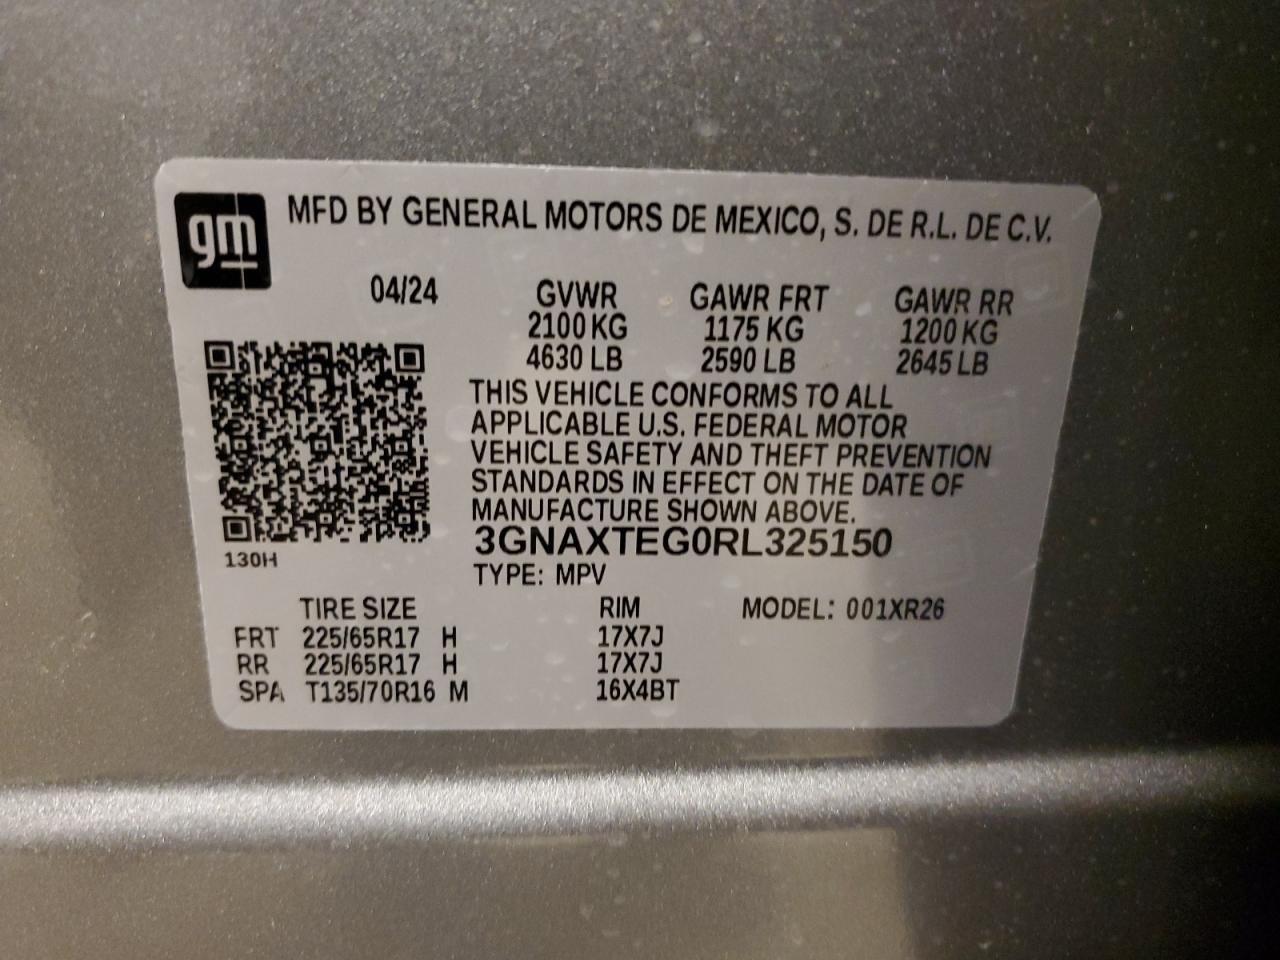 gm
MFD BY GENERAL MOTORS DE MEXICO, S. DE R.L. DE C.V.
04/24 GVWR GAWR FRT GAWR RR
2100 KG 1175 KG 1200 KG
4630 LB 2590 LB 2645 LB
THIS VEHICLE CONFORMS TO ALL
APPLICABLE U.S. FEDERAL MOTOR
VEHICLE SAFETY AND THEFT PREVENTION
STANDARDS IN EFFECT ON THE DATE OF
MANUFACTURE SHOWN ABOVE.
3GNAXTEG0RL325150
130H
TYPE: MPV
TIRE SIZE RIM MODEL: 001XR26
FRT 225/65R17 H 17X7J
RR 225/65R17 H 17X7J
SPA T135/70R16 M 16X4BT